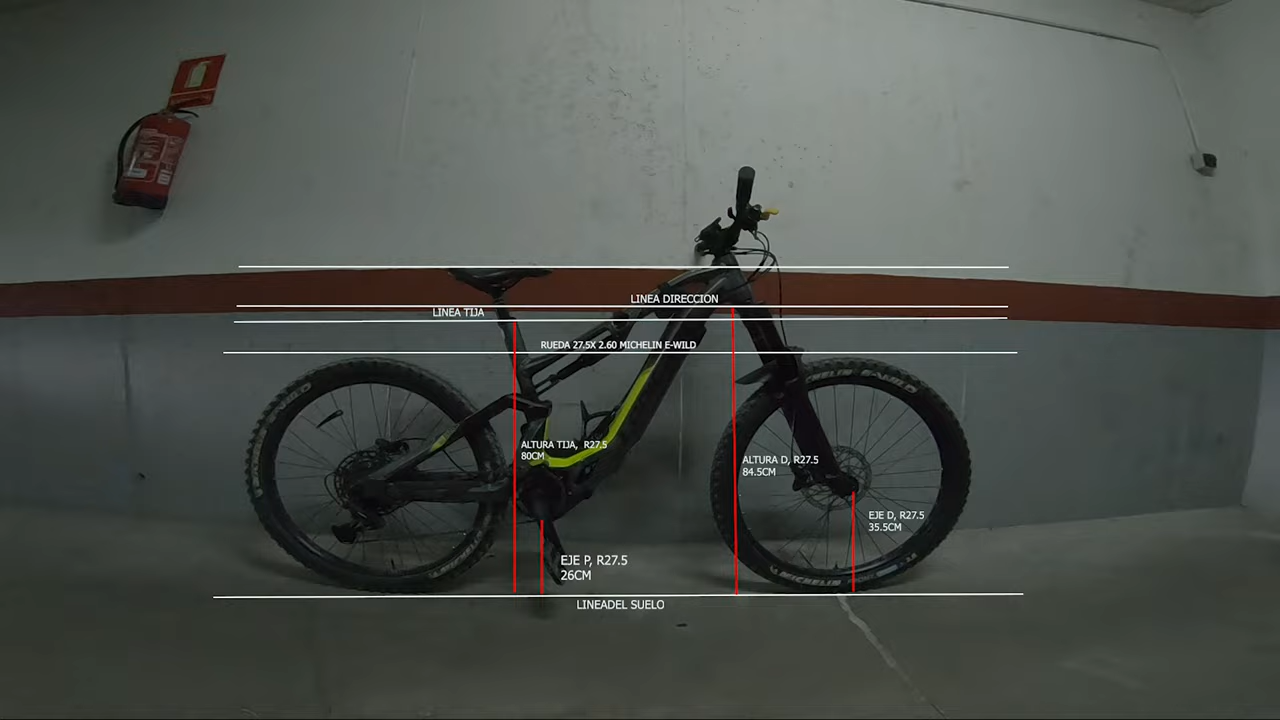 LINEA DIRECCION
LINEA TIJA
RUEDA 27.5X 2.60 MICHELIN E-WILD
ALTURA TIJA, R27.5
80CM
ALTURA D, R27.5
84.5CM
EJE D, R27.5
35.5CM
EJE P, R27.5
26CM
LINEADEL SUELO
MICHELIN